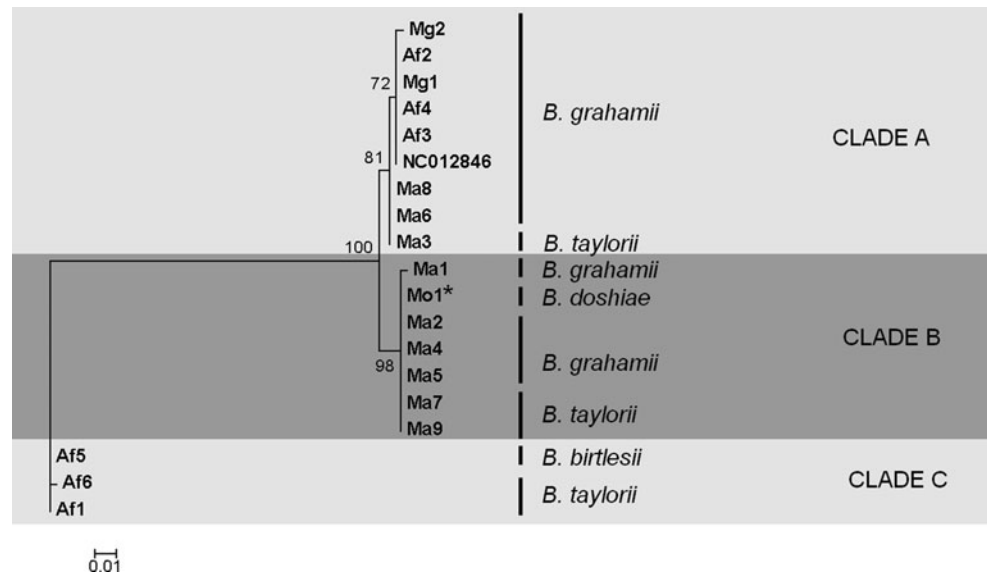 Mg2
Af2
72 Mg1
Af4
B. grahamii
Af3
CLADE A
81 NC012846
Ma8
Ma6
100 Ma3 B. taylorii
Ma1 B. grahamii
Mo1* B. doshiae
Ma2
CLADE B
Ma4
B. grahamii
98 Ma5
Ma7
B. taylorii
Ma9
Af5 B. birtlesii
CLADE C
Af6
B. taylorii
Af1
0.01